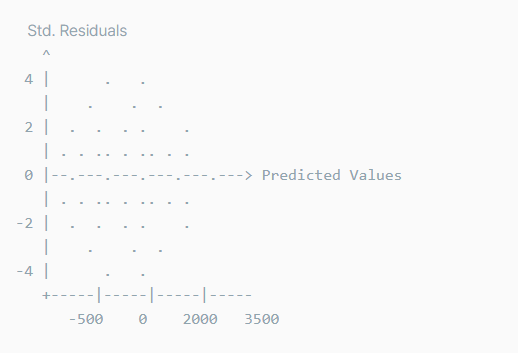 Std. Residuals
^
4 |      .   .
  |    .    .  .
2 |  .  .  . .    .
  | . . .. . .. . .
0 |--.---.---.---.---.---> Predicted Values
  | . . .. . .. . .
-2 |  .  .  . .    .
  |    .    .  .
-4 |      .   .
  +-----|-----|-----|-----
-500    0    2000   3500